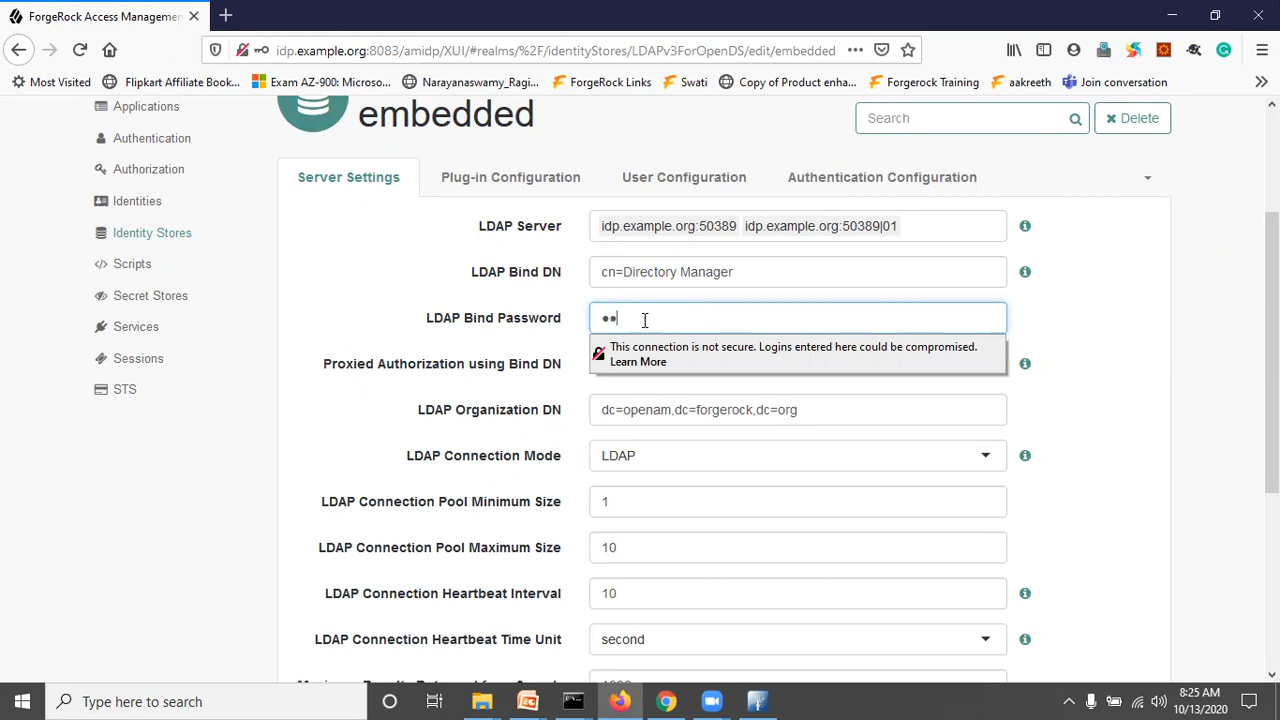 ForgeRock Access Management
idp.example.org:8083/amidp/XUI/#realms/%2F/identityStores/LDAPv3ForOpenDS/edit/embedded
Most Visited Flipkart Affiliate Book... Exam AZ-900: Microso... Narayanaswamy_Ragi... ForgeRock Links Swati Copy of Product enha... Forgerock Training aakreeth Join conversation
Applications
embedded
Search
Delete
Authentication
Authorization
Identities
Identity Stores
Scripts
Secret Stores
Services
Sessions
STS
Server Settings Plug-in Configuration User Configuration Authentication Configuration
LDAP Server idp.example.org:50389 idp.example.org:50389|01
LDAP Bind DN cn=Directory Manager
LDAP Bind Password ●●
This connection is not secure. Logins entered here could be compromised.
Learn More
Proxied Authorization using Bind DN
LDAP Organization DN dc=openam,dc=forgerock,dc=org
LDAP Connection Mode LDAP
LDAP Connection Pool Minimum Size 1
LDAP Connection Pool Maximum Size 10
LDAP Connection Heartbeat Interval 10
LDAP Connection Heartbeat Time Unit second
Type here to search
8:25 AM
10/13/2020